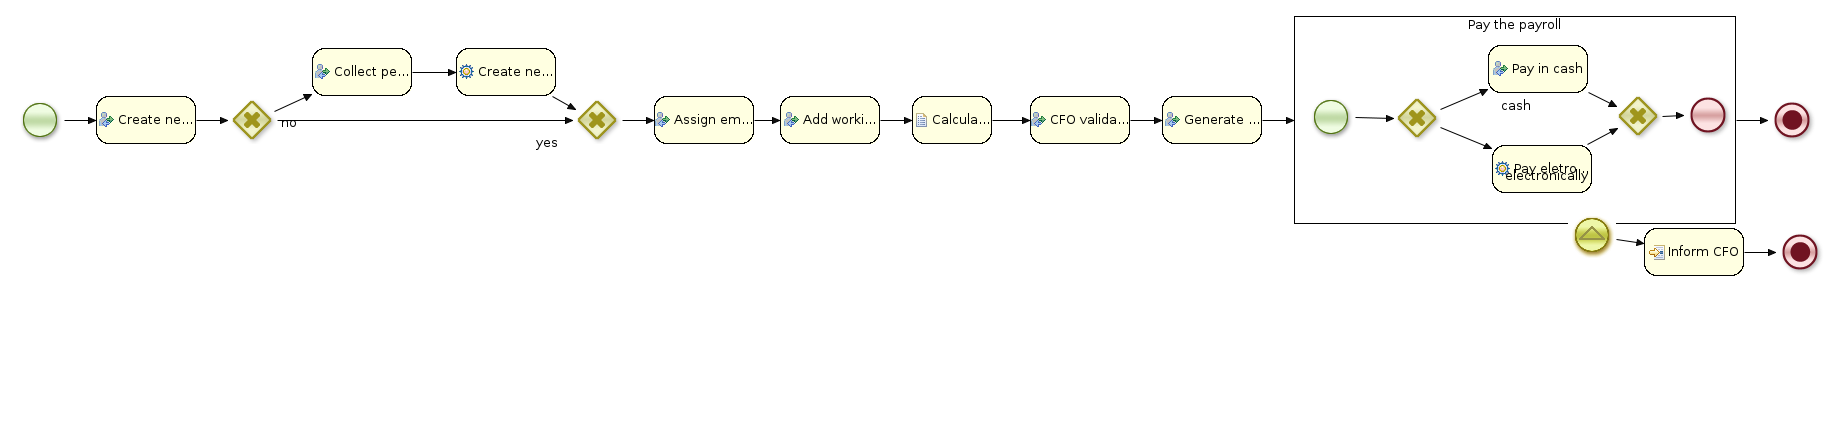 Create ne...
no
Collect pe...
Create ne...
yes
Assign em...
Add worki...
Calcula...
CFO valida...
Generate ...
Pay the payroll
Pay in cash
cash
Pay eletro...
electronically
Inform CFO